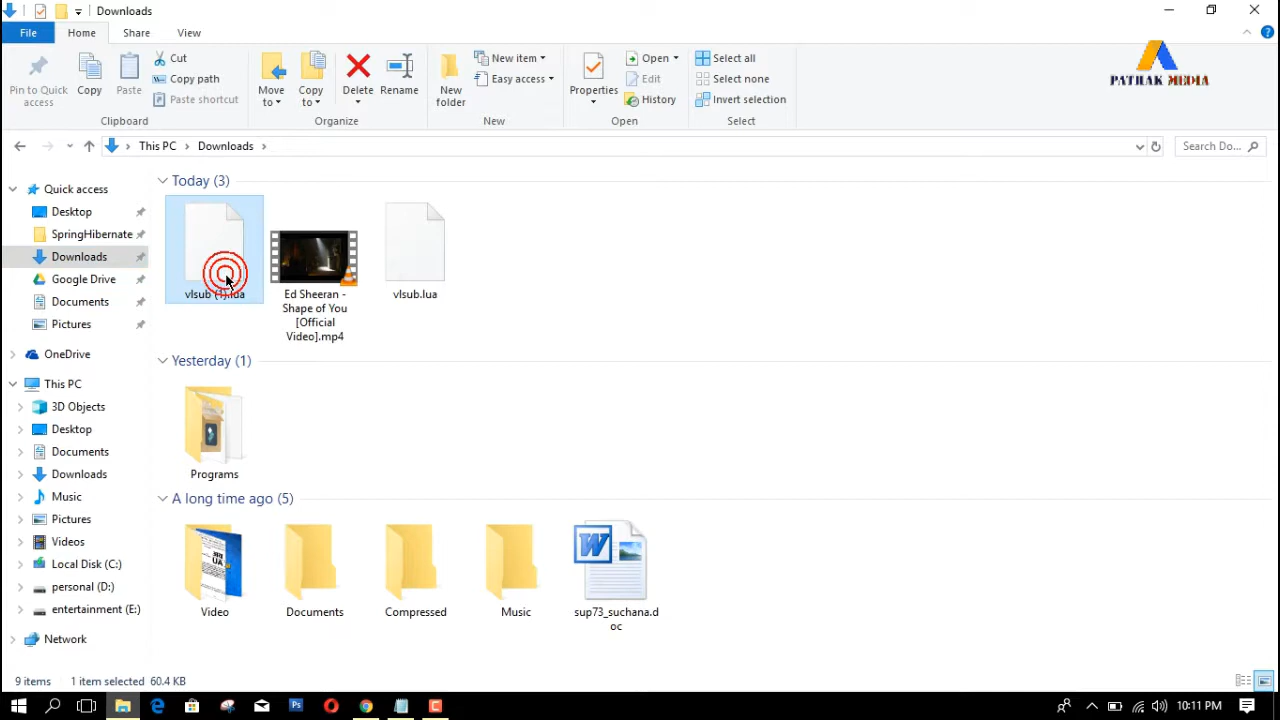 Downloads
File
Home
Share
View
Pin to Quick access
Copy
Paste
Cut
Copy path
Paste shortcut
Clipboard
Move to
Copy to
Delete
Rename
Organize
New folder
New item
Easy access
New
Properties
Open
Edit
History
Open
Select all
Select none
Invert selection
Select
PATHAK MEDIA
This PC
Downloads
Search Do...
Quick access
Desktop
SpringHibernate
Downloads
Google Drive
Documents
Pictures
OneDrive
This PC
3D Objects
Desktop
Documents
Downloads
Music
Pictures
Videos
Local Disk (C:)
personal (D:)
entertainment (E:)
Network
Today (3)
vlsub (1).lua
Ed Sheeran -
Shape of You
[Official
Video].mp4
vlsub.lua
Yesterday (1)
Programs
A long time ago (5)
Video
Documents
Compressed
Music
sup73_suchana.d
oc
9 items
1 item selected 60.4 KB
10:11 PM